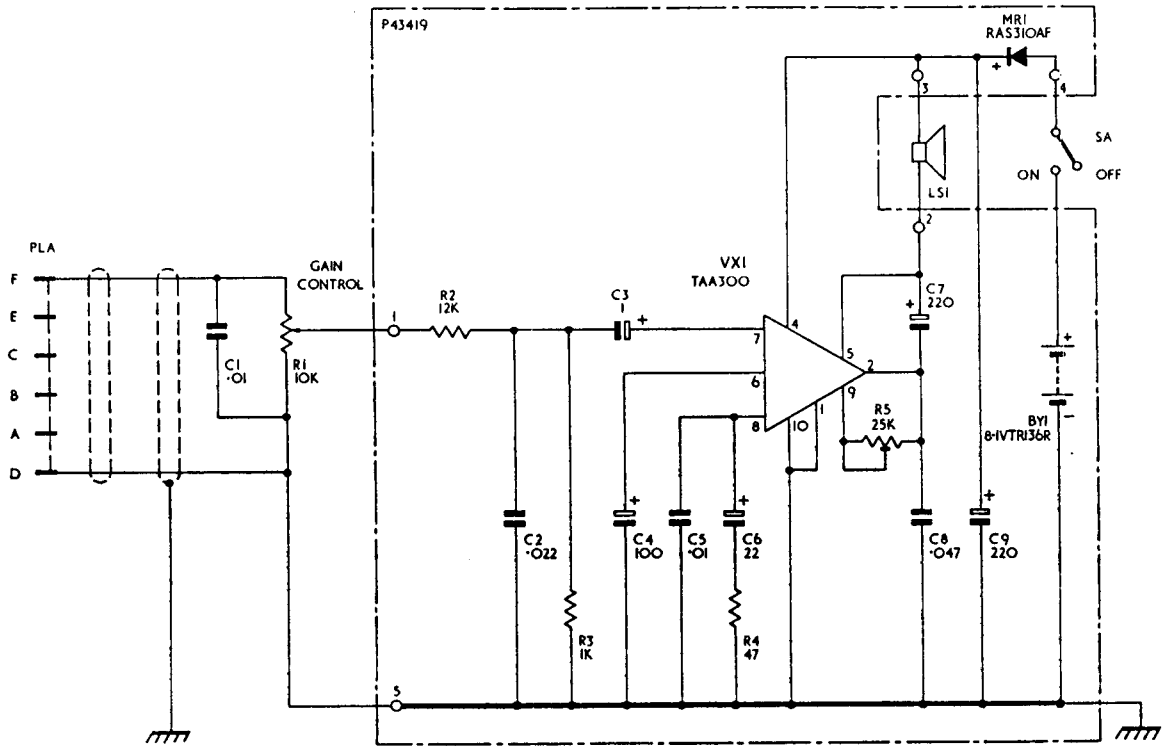 P43419
MR1
RAS310AF
+
3
4
SA
ON
OFF
LS1
2
PLA
F
E
C
B
A
D
GAIN
CONTROL
C1
·01
R1
10K
1
R2
12K
C3
1
+
VX1
TAA300
4
7
6
8
5
2
9
1
10
C7
220
+
R5
25K
+
-
BY1
8·1VTR136R
C2
·022
R3
1K
+
C4
100
C5
·01
+
C6
22
R4
47
C8
·047
+
C9
220
5